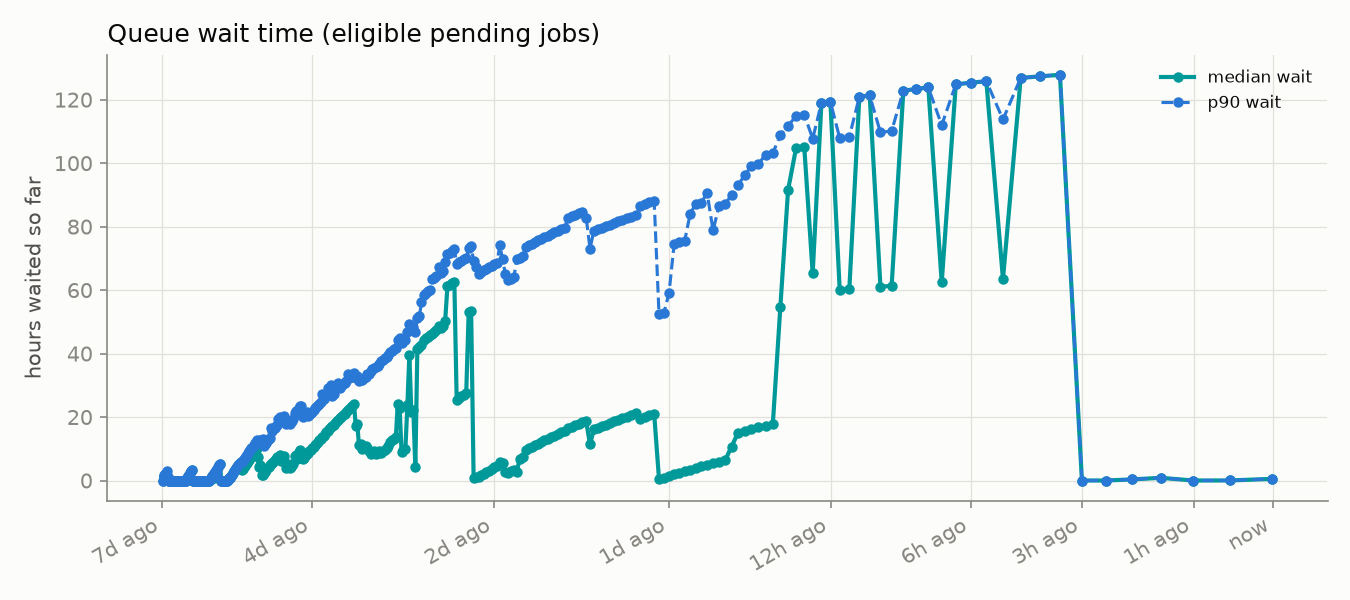 Queue wait time (eligible pending jobs)
median wait
p90 wait
hours waited so far
120
100
80
60
40
20
0
7d ago
4d ago
2d ago
1d ago
12h ago
6h ago
3h ago
1h ago
now